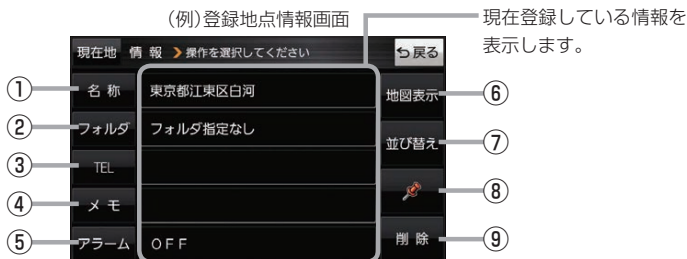 (例)登録地点情報画面
現在登録している情報を
表示します。
現在地 情 報 操作を選択してください 戻る
① 名 称 東京都江東区白河 地図表示 ⑥
② フォルダ フォルダ指定なし 並び替え ⑦
③ TEL ⑧
④ メ モ
⑤ アラーム OFF 削 除 ⑨